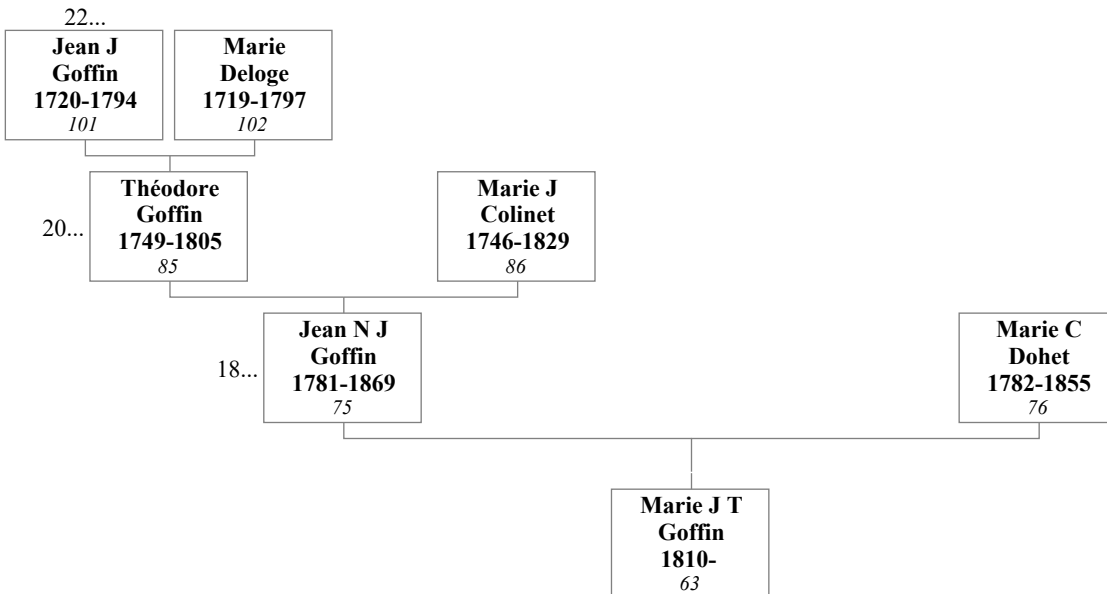 22...
Jean J
Goffin
1720-1794
101
Marie
Deloge
1719-1797
102
20...
Théodore
Goffin
1749-1805
85
Marie J
Colinet
1746-1829
86
18...
Jean N J
Goffin
1781-1869
75
Marie C
Dohet
1782-1855
76
Marie J T
Goffin
1810-
63